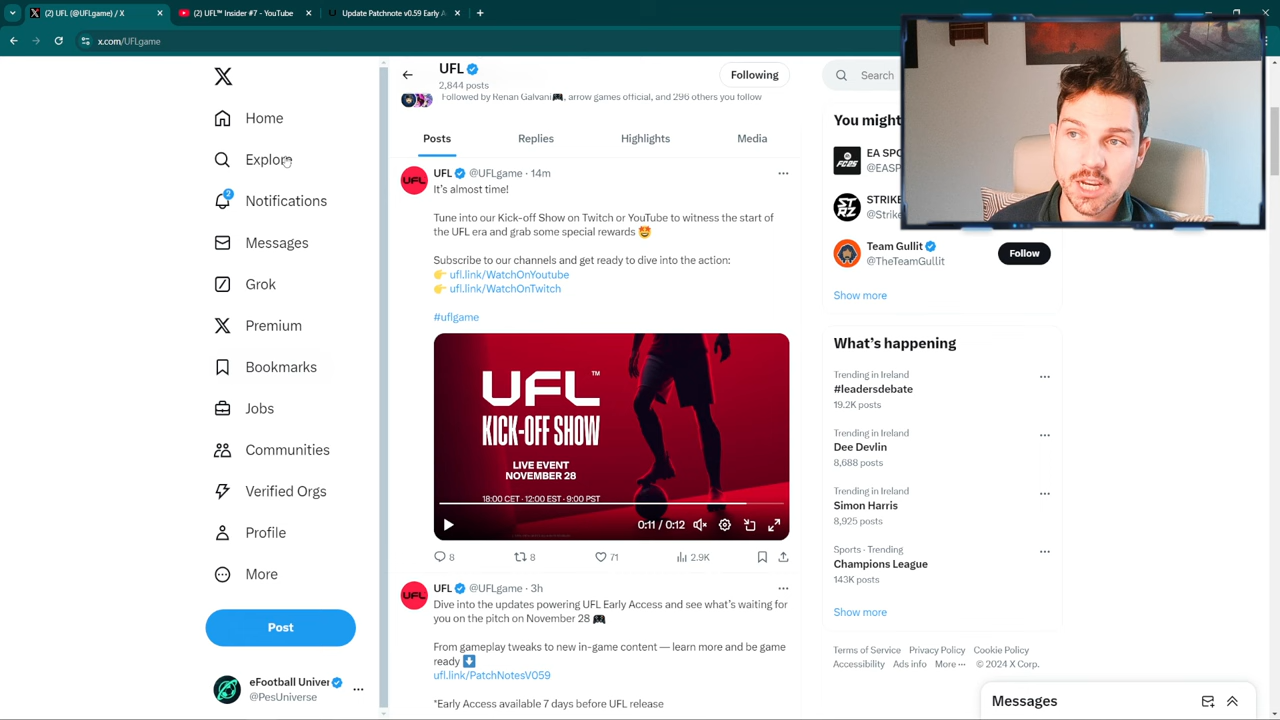 (2) UFL (@UFLgame) / X
UFL™ Insider #7 - YouTube
Update Patchnote v0.59 Early A
x.com/UFLgame
Home
Explore
Notifications
2
Messages
Grok
Premium
Bookmarks
Jobs
Communities
Verified Orgs
Profile
More
Post
eFootball Univer
@PesUniverse
UFL
2,844 posts
Following
Followed by Renan Galvani, arrow games official, and 296 others you follow
Posts
Replies
Highlights
Media
UFL @UFLgame · 14m
It's almost time!
Tune into our Kick-off Show on Twitch or YouTube to witness the start of
the UFL era and grab some special rewards 🤩
Subscribe to our channels and get ready to dive into the action:
👉 ufl.link/WatchOnYoutube
👉 ufl.link/WatchOnTwitch
#uflgame
UFL™
KICK-OFF SHOW
LIVE EVENT
NOVEMBER 28
18:00 CET · 12:00 EST · 9:00 PST
0:11 / 0:12
8
8
71
2.9K
UFL @UFLgame · 3h
Dive into the updates powering UFL Early Access and see what's waiting for
you on the pitch on November 28 🎮
From gameplay tweaks to new in-game content — learn more and be game
ready ⬇️
ufl.link/PatchNotesV059
*Early Access available 7 days before UFL release
Search
You might
EA SPO
@EASP
STRIKE
@Strike
Team Gullit
@TheTeamGullit
Follow
Show more
What's happening
Trending in Ireland
#leadersdebate
19.2K posts
Trending in Ireland
Dee Devlin
8,688 posts
Trending in Ireland
Simon Harris
8,925 posts
Sports · Trending
Champions League
143K posts
Show more
Terms of Service Privacy Policy Cookie Policy
Accessibility Ads info More ··· © 2024 X Corp.
Messages